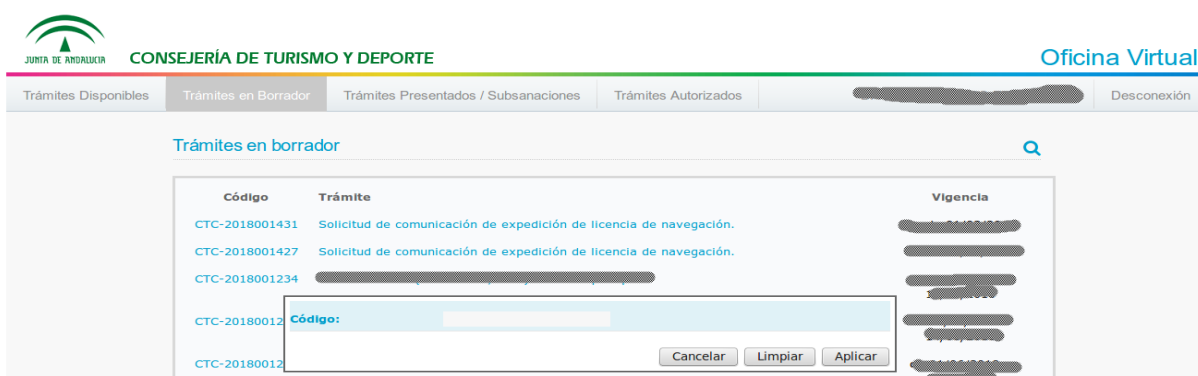 JUNTA DE ANDALUCIA CONSEJERÍA DE TURISMO Y DEPORTE Oficina Virtual
Trámites Disponibles Trámites en Borrador Trámites Presentados / Subsanaciones Trámites Autorizados Desconexión
Trámites en borrador
Código Trámite Vigencia
CTC-2018001431 Solicitud de comunicación de expedición de licencia de navegación.
CTC-2018001427 Solicitud de comunicación de expedición de licencia de navegación.
CTC-2018001234
CTC-20180012 Código:
Cancelar Limpiar Aplicar
CTC-20180012